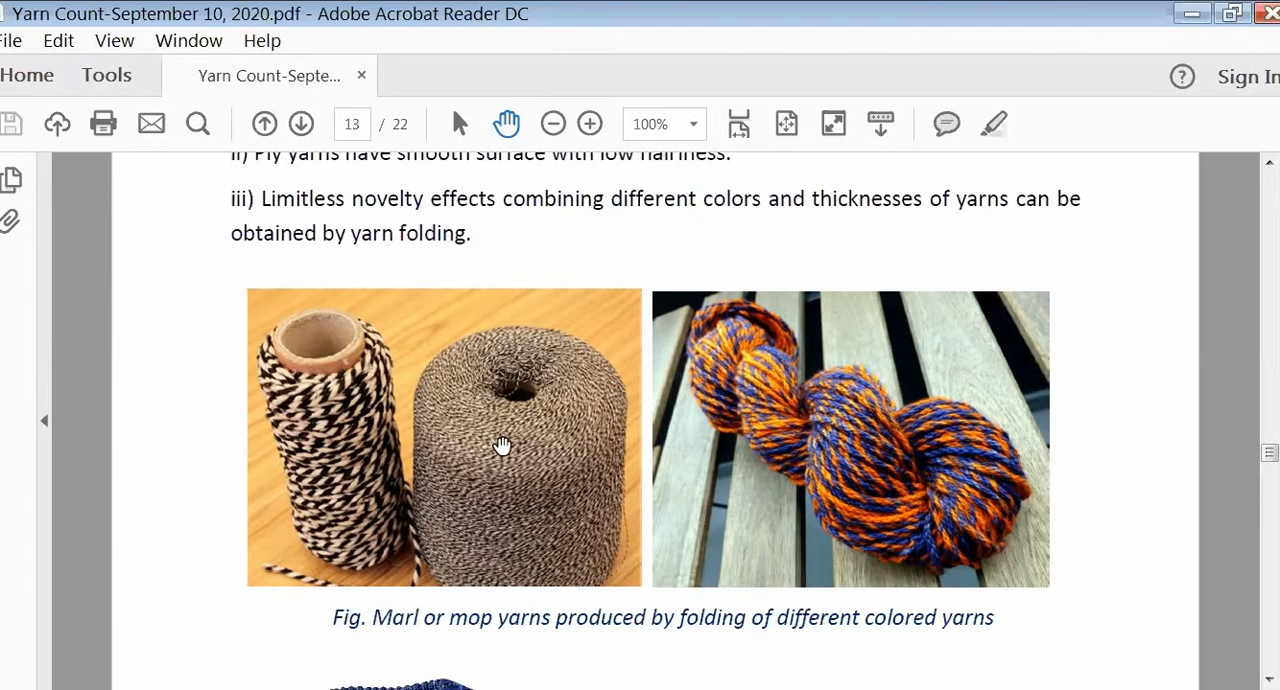 Yarn Count-September 10, 2020.pdf - Adobe Acrobat Reader DC
File Edit View Window Help
Home Tools Yarn Count-Septe... × ? Sign In
13 / 22 100%
ii) Ply yarns have smooth surface with low hairiness.
iii) Limitless novelty effects combining different colors and thicknesses of yarns can be
obtained by yarn folding.
Fig. Marl or mop yarns produced by folding of different colored yarns